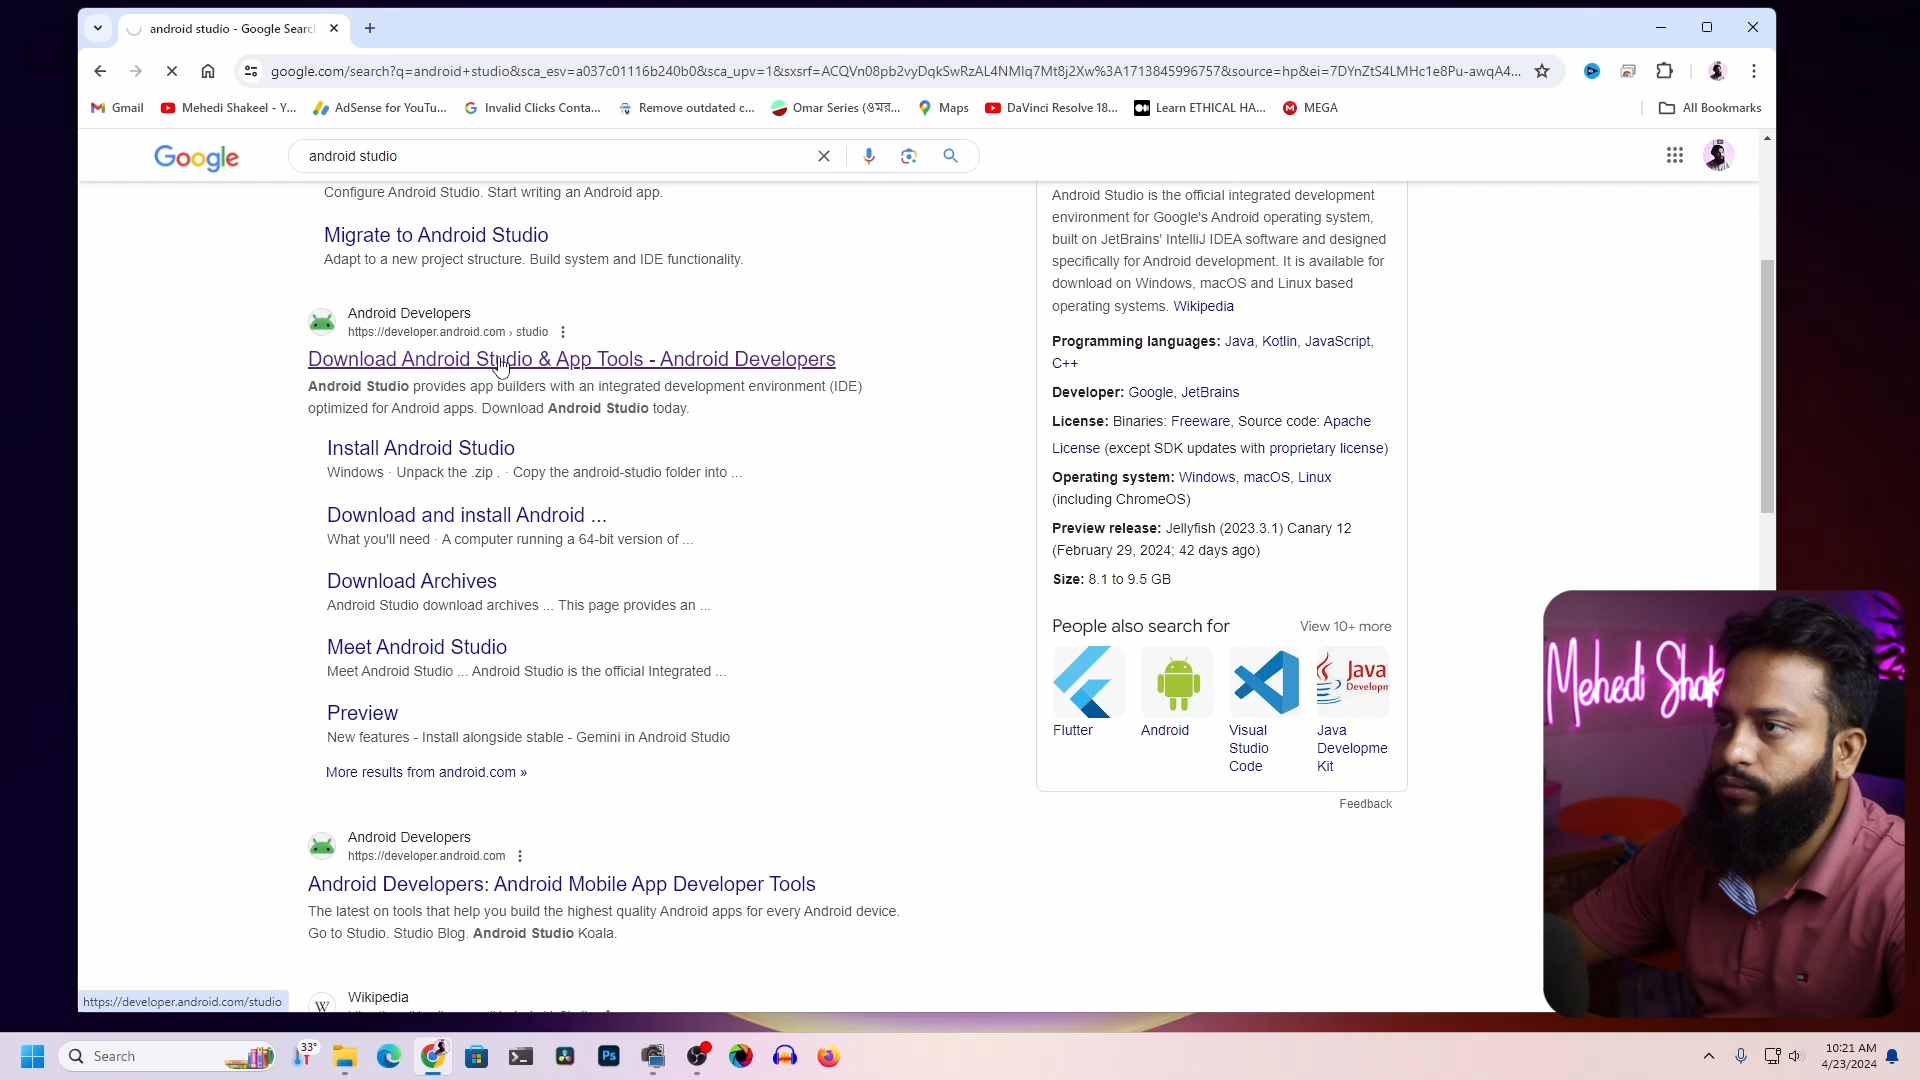 android studio - Google Searc
google.com/search?q=android+studio&sca_esv=a037c01116b240b0&sca_upv=1&sxsrf=ACQVn08pb2vyDqkSwRzAL4NMIq7Mt8j2Xw%3A1713845996757&source=hp&ei=7DYnZtS4LMHc1e8Pu-awqA4...
Gmail
Mehedi Shakeel - Y...
AdSense for YouTu...
Invalid Clicks Conta...
Remove outdated c...
Omar Series (ওমর...
Maps
DaVinci Resolve 18...
Learn ETHICAL HA...
MEGA
All Bookmarks
Google
android studio
Configure Android Studio. Start writing an Android app.
Migrate to Android Studio
Adapt to a new project structure. Build system and IDE functionality.
Android Developers
https://developer.android.com › studio
Download Android Studio & App Tools - Android Developers
Android Studio provides app builders with an integrated development environment (IDE)
optimized for Android apps. Download Android Studio today.
Install Android Studio
Windows · Unpack the .zip . · Copy the android-studio folder into ...
Download and install Android ...
What you'll need · A computer running a 64-bit version of ...
Download Archives
Android Studio download archives ... This page provides an ...
Meet Android Studio
Meet Android Studio ... Android Studio is the official Integrated ...
Preview
New features - Install alongside stable - Gemini in Android Studio
More results from android.com »
Android Developers
https://developer.android.com
Android Developers: Android Mobile App Developer Tools
The latest on tools that help you build the highest quality Android apps for every Android device.
Go to Studio. Studio Blog. Android Studio Koala.
W
Wikipedia
Android Studio is the official integrated development
environment for Google's Android operating system,
built on JetBrains' IntelliJ IDEA software and designed
specifically for Android development. It is available for
download on Windows, macOS and Linux based
operating systems. Wikipedia
Programming languages: Java, Kotlin, JavaScript,
C++
Developer: Google, JetBrains
License: Binaries: Freeware, Source code: Apache
License (except SDK updates with proprietary license)
Operating system: Windows, macOS, Linux
(including ChromeOS)
Preview release: Jellyfish (2023.3.1) Canary 12
(February 29, 2024; 42 days ago)
Size: 8.1 to 9.5 GB
People also search for
View 10+ more
Java
Developm
Flutter
Android
Visual
Studio
Code
Java
Developme
Kit
Feedback
Mehedi Shak
https://developer.android.com/studio
Search
33°
Ps
10:21 AM
4/23/2024